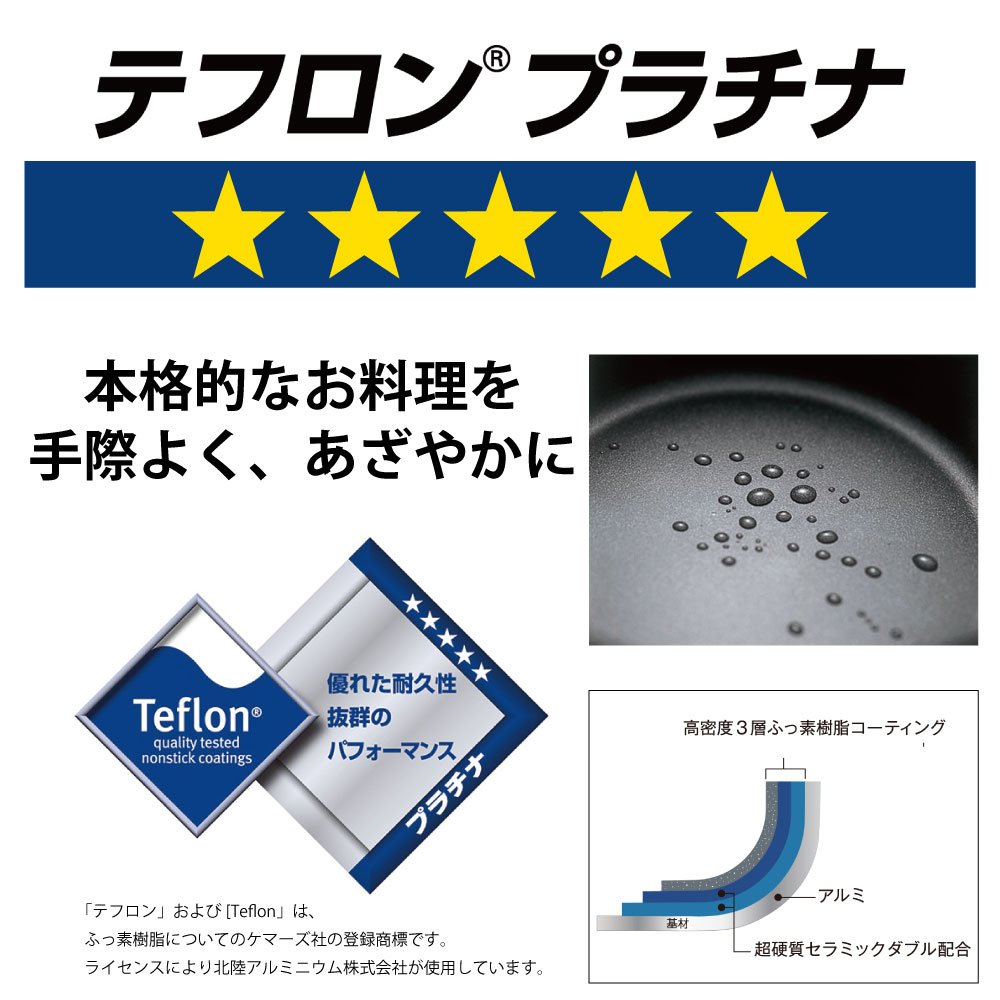 テフロン®プラチナ
本格的なお料理を
手際よく、あざやかに
Teflon®
quality tested
nonstick coatings
優れた耐久性
抜群の
パフォーマンス
プラチナ
高密度3層ふっ素樹脂コーティング
アルミ
基材
超硬質セラミックダブル配合
「テフロン」および[Teflon]は、
ふっ素樹脂についてのケマーズ社の登録商標です。
ライセンスにより北陸アルミニウム株式会社が使用しています。